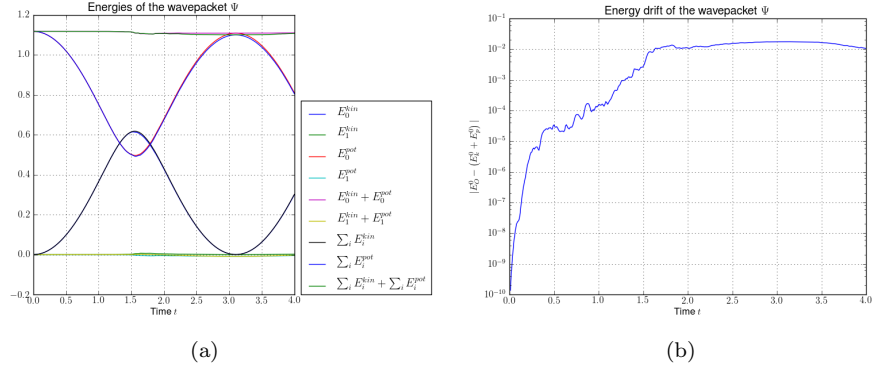 Energies of the wavepacket Ψ
1.2
1.0
0.8
0.6
0.4
0.2
0.0
−0.2
0.0 0.5 1.0 1.5 2.0 2.5 3.0 3.5 4.0
Time t
E_0^{kin}
E_1^{kin}
E_0^{pot}
E_1^{pot}
E_0^{kin} + E_0^{pot}
E_1^{kin} + E_1^{pot}
∑_i E_i^{kin}
∑_i E_i^{pot}
∑_i E_i^{kin} + ∑_i E_i^{pot}
(a)
Energy drift of the wavepacket Ψ
10^{−1}
10^{−2}
10^{−3}
10^{−4}
10^{−5}
10^{−6}
10^{−7}
10^{−8}
10^{−9}
10^{−10}
|E_O^0 − (E_k^0 + E_p^0)|
0.0 0.5 1.0 1.5 2.0 2.5 3.0 3.5 4.0
Time t
(b)